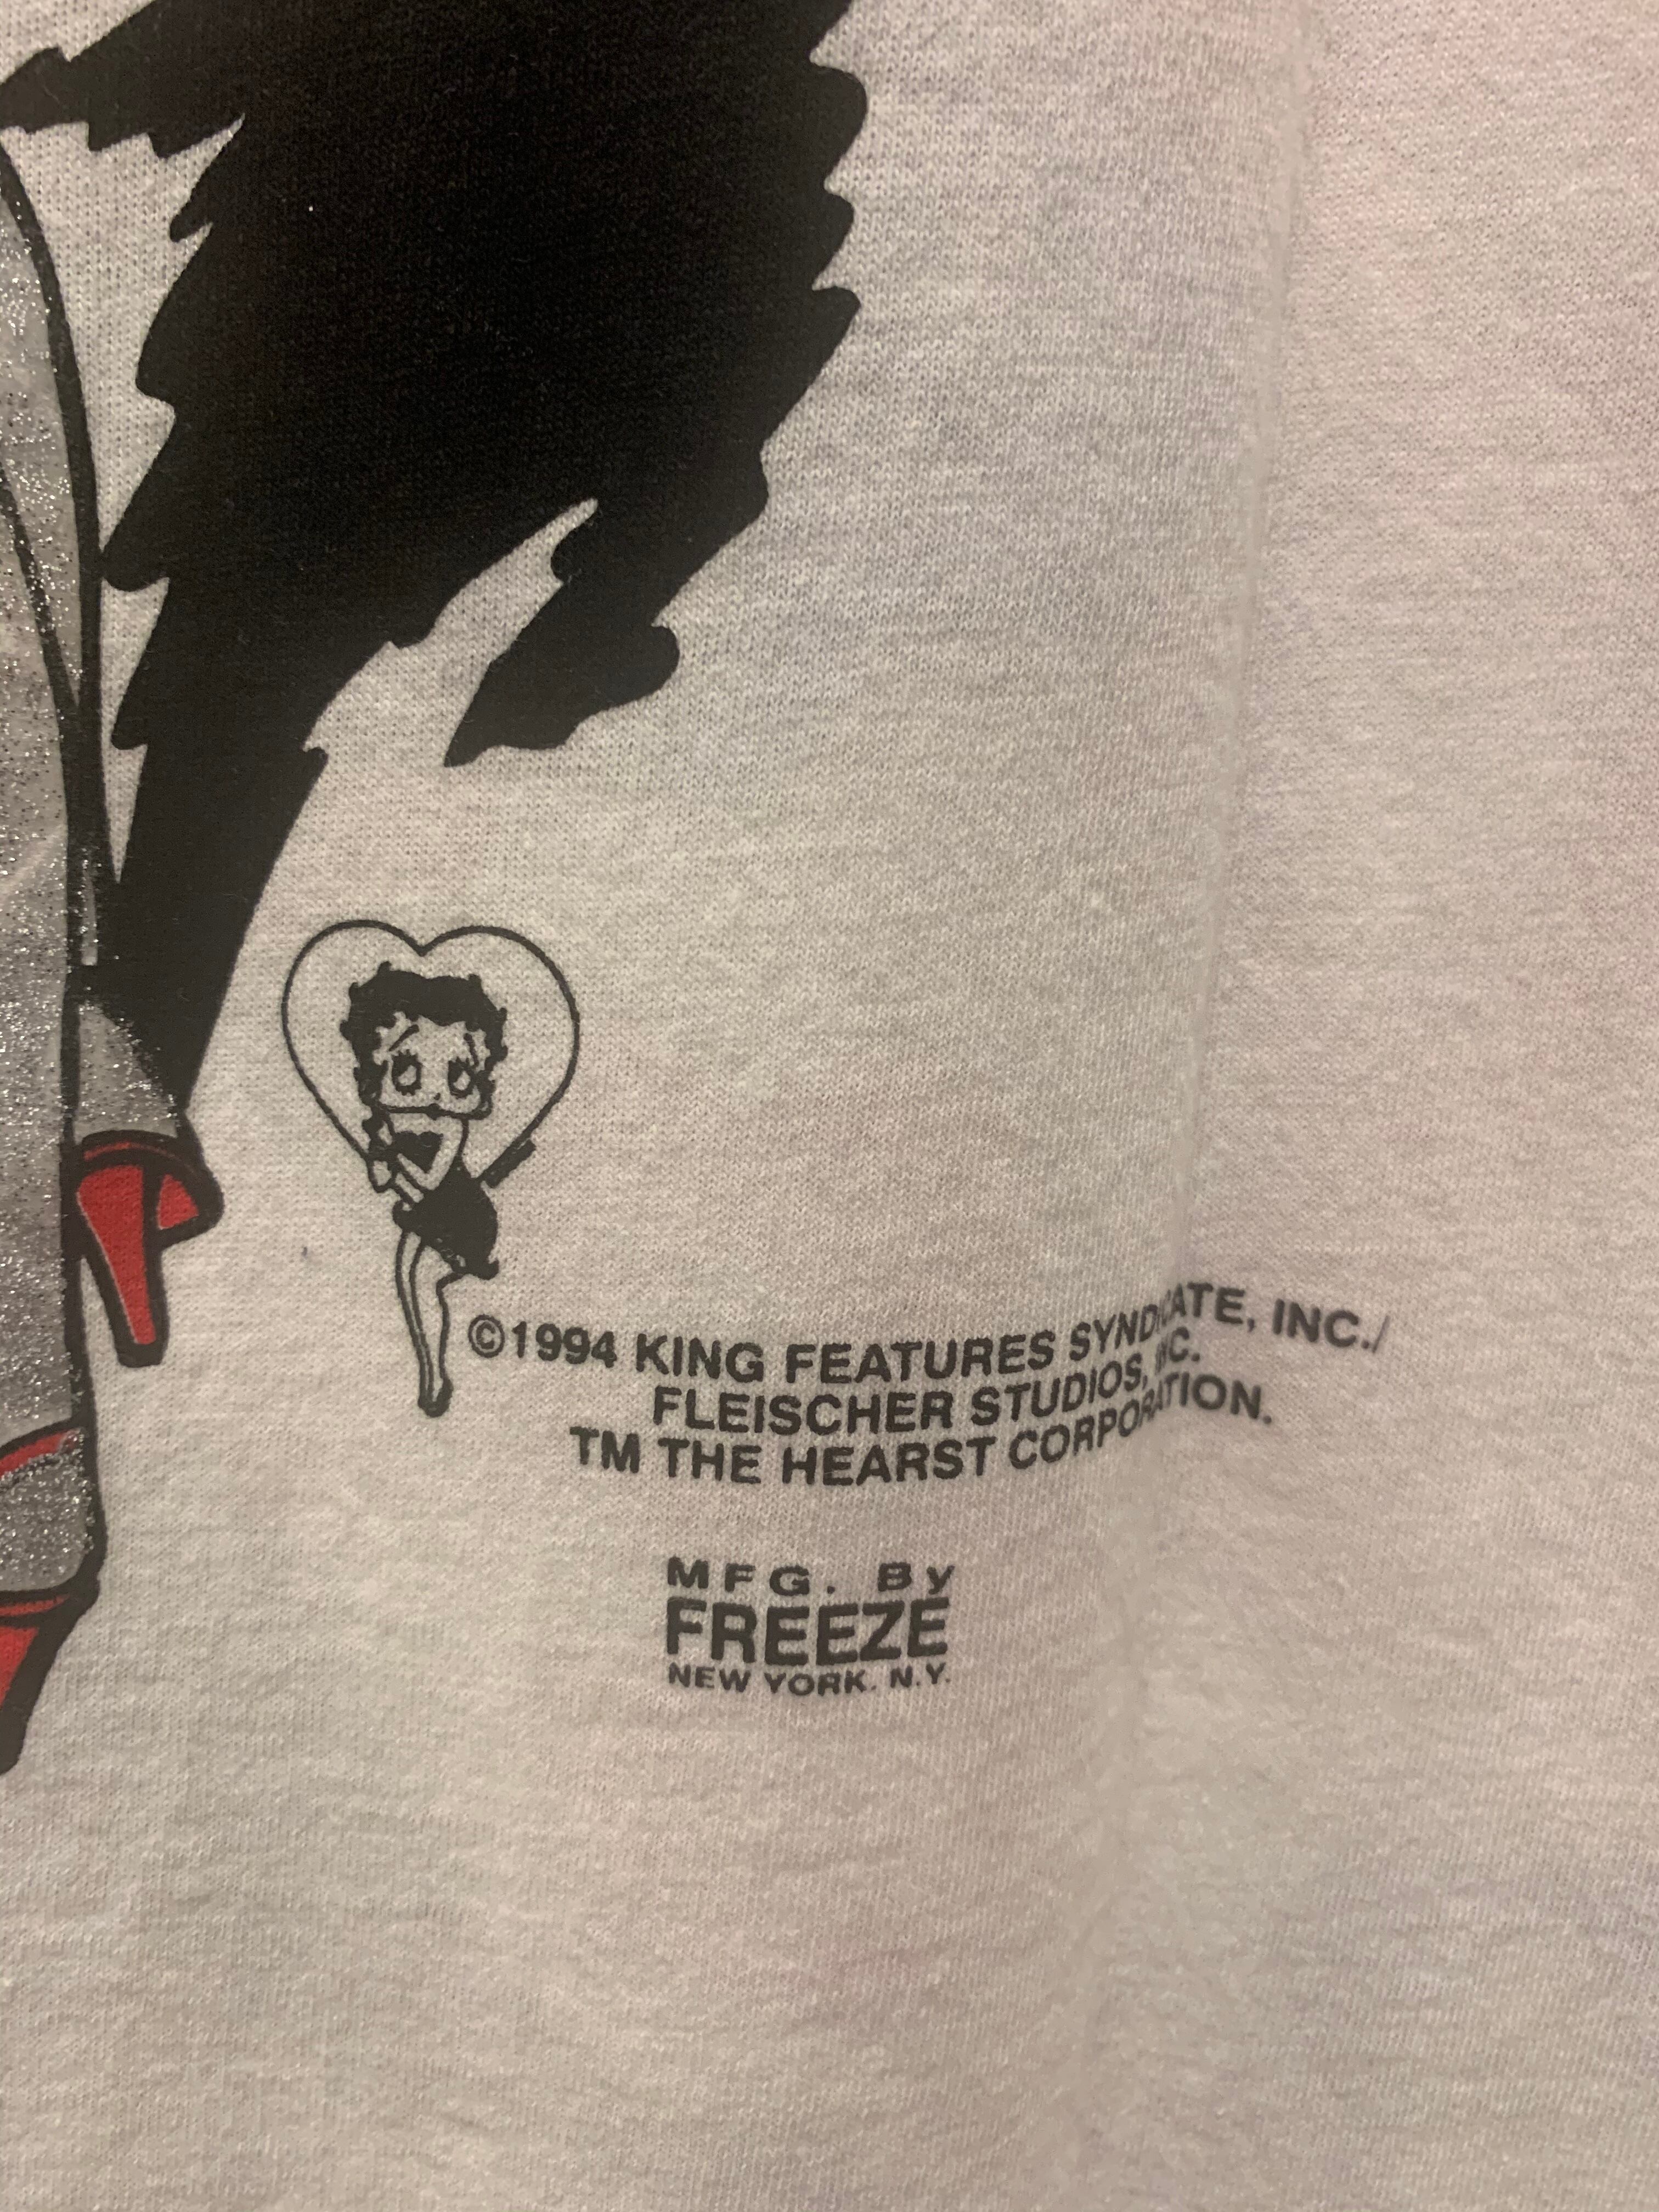 ©1994 KING FEATURES SYNDICATE, INC./
FLEISCHER STUDIOS, INC.
TM THE HEARST CORPORATION.
MFG. By
FREEZE
NEW YORK. N.Y.